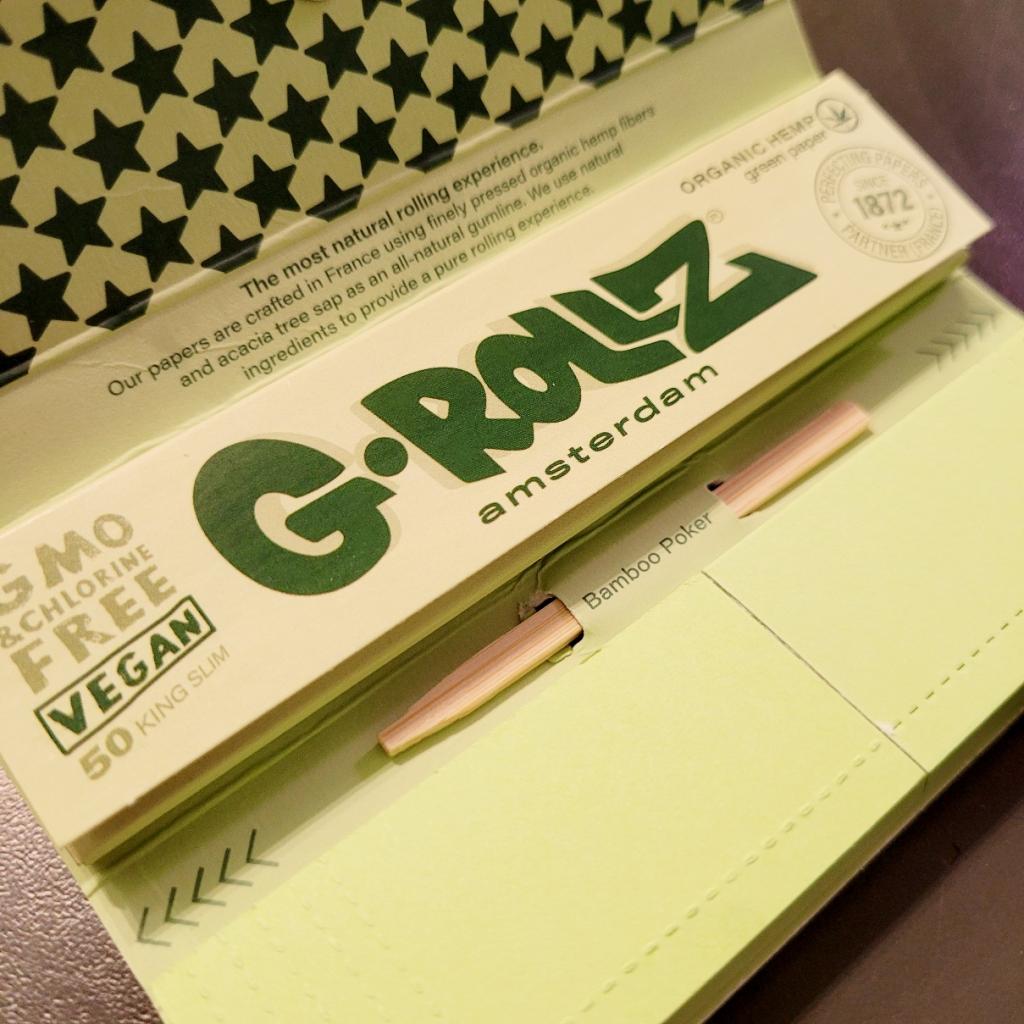 The most natural rolling experience.
Our papers are crafted in France using finely pressed organic hemp fibers
and acacia tree sap as an all-natural gumline. We use natural
ingredients to provide a pure rolling experience.
ORGANIC HEMP
green paper
PERFECTING PAPERS
SINCE
1872
PARTNER (FRANCE)
G·ROLLZ®
amsterdam
GMO
&CHLORINE
FREE
VEGAN
50 KING SLIM
Bamboo Poker